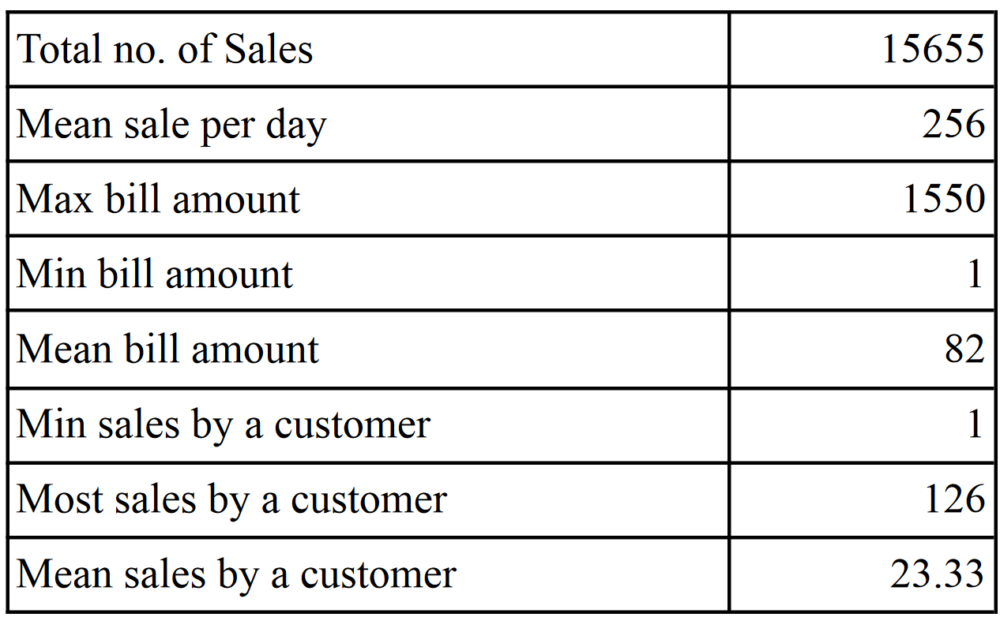 Total no. of Sales 15655
Mean sale per day 256
Max bill amount 1550
Min bill amount 1
Mean bill amount 82
Min sales by a customer 1
Most sales by a customer 126
Mean sales by a customer 23.33